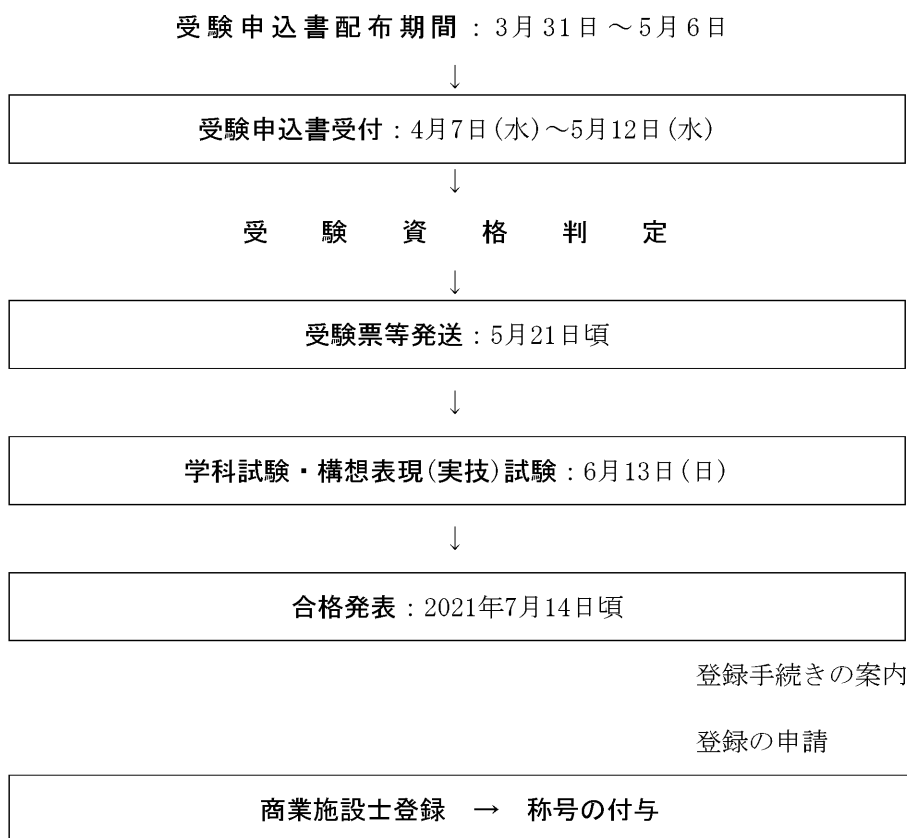 受験申込書配布期間：3月31日～5月6日
↓
受験申込書受付：4月7日(水)～5月12日(水)
↓
受験資格判定
↓
受験票等発送：5月21日頃
↓
学科試験・構想表現(実技)試験：6月13日(日)
↓
合格発表：2021年7月14日頃
登録手続きの案内
登録の申請
商業施設士登録 → 称号の付与